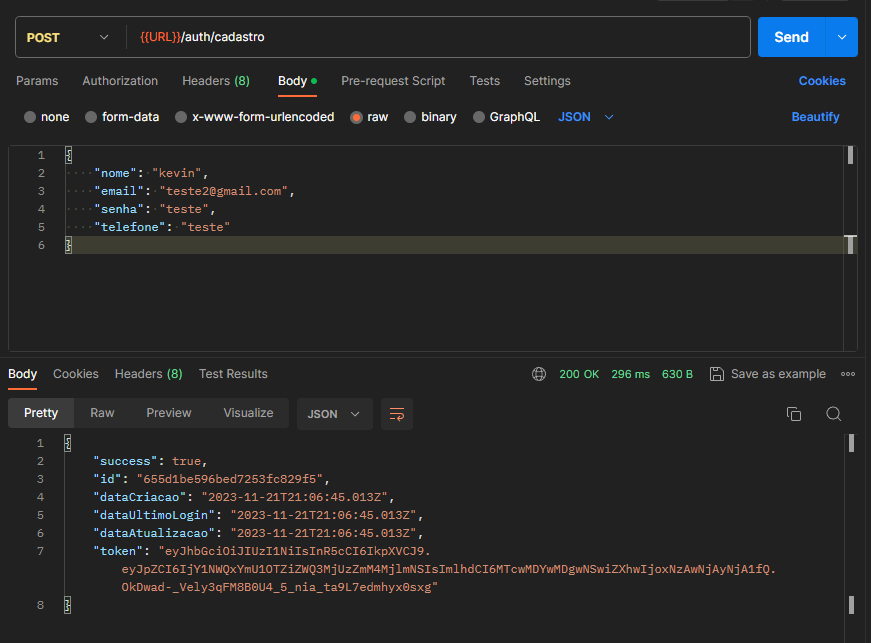 POST {{URL}}/auth/cadastro Send
Params Authorization Headers (8) Body Pre-request Script Tests Settings Cookies
none form-data x-www-form-urlencoded raw binary GraphQL JSON Beautify
1 {
2 "nome": "kevin",
3 "email": "teste2@gmail.com",
4 "senha": "teste",
5 "telefone": "teste"
6 }
Body Cookies Headers (8) Test Results 200 OK 296 ms 630 B Save as example
Pretty Raw Preview Visualize JSON
1 {
2 "success": true,
3 "id": "655d1be596bed7253fc829f5",
4 "dataCriacao": "2023-11-21T21:06:45.013Z",
5 "dataUltimoLogin": "2023-11-21T21:06:45.013Z",
6 "dataAtualizacao": "2023-11-21T21:06:45.013Z",
7 "token": "eyJhbGciOiJIUzI1NiIsInR5cCI6IkpXVCJ9.
eyJpZCI6IjY1NWQxYmU1OTZiZWQ3MjUzZmM4MjlmNSIsImlhdCI6MTcwMDYwMDgwNSwiZXhwIjoxNzAwNjAyNjA1fQ.
OkDwad-_Vely3qFM8B0U4_5_nia_ta9L7edmhyx0sxg"
8 }